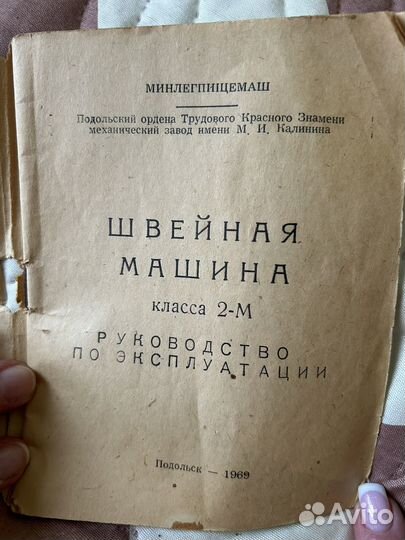 МИНЛЕГПИЩЕМАШ
Подольский ордена Трудового Красного Знамени
механический завод имени М. И. Калинина
ШВЕЙНАЯ
МАШИНА
класса 2-М
РУКОВОДСТВО
ПО ЭКСПЛУАТАЦИИ
Подольск — 1969
Avito